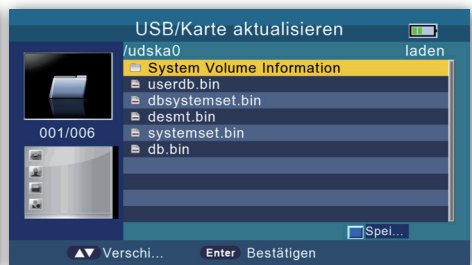 USB/Karte aktualisieren
/udska0 laden
System Volume Information
userdb.bin
dbsystemset.bin
desmt.bin
systemset.bin
db.bin
001/006
Spei...
▲▼ Verschi... Enter Bestätigen